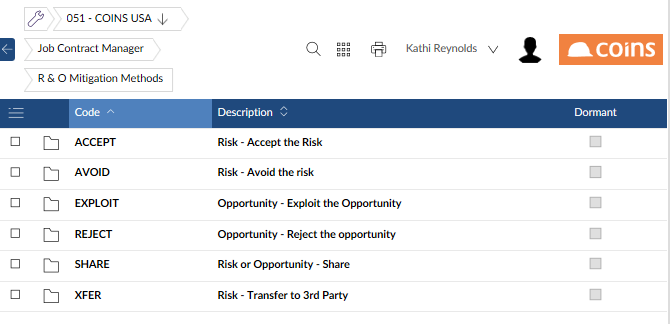 051 - COINS USA
Job Contract Manager
Kathi Reynolds
coins
R & O Mitigation Methods
Code Description Dormant
ACCEPT Risk - Accept the Risk
AVOID Risk - Avoid the risk
EXPLOIT Opportunity - Exploit the Opportunity
REJECT Opportunity - Reject the opportunity
SHARE Risk or Opportunity - Share
XFER Risk - Transfer to 3rd Party